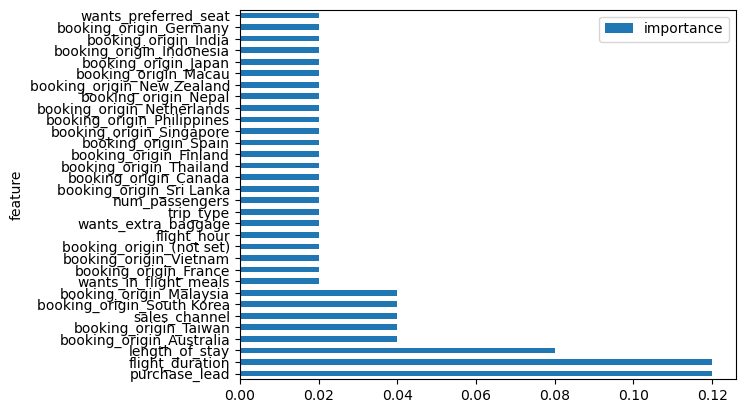 wants_preferred_seat
booking_origin_Germany
booking_origin_India
booking_origin_Indonesia
booking_origin_Japan
booking_origin_Macau
booking_origin_New Zealand
booking_origin_Nepal
booking_origin_Netherlands
booking_origin_Philippines
booking_origin_Singapore
booking_origin_Spain
booking_origin_Finland
booking_origin_Thailand
booking_origin_Canada
booking_origin_Sri Lanka
num_passengers
trip_type
wants_extra_baggage
flight_hour
booking_origin_(not set)
booking_origin_Vietnam
booking_origin_France
wants_in_flight_meals
booking_origin_Malaysia
booking_origin_South Korea
sales_channel
booking_origin_Taiwan
booking_origin_Australia
length_of_stay
flight_duration
purchase_lead
feature
importance
0.00 0.02 0.04 0.06 0.08 0.10 0.12